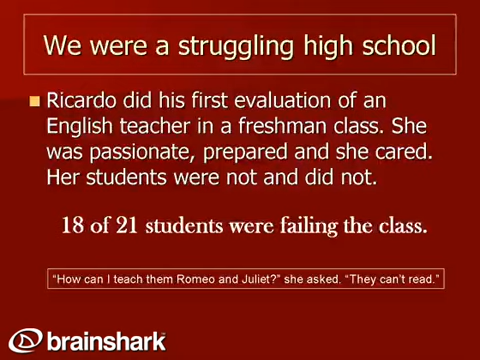 We were a struggling high school
Ricardo did his first evaluation of an
English teacher in a freshman class. She
was passionate, prepared and she cared.
Her students were not and did not.
18 of 21 students were failing the class.
“How can I teach them Romeo and Juliet?” she asked. “They can’t read.”
brainshark